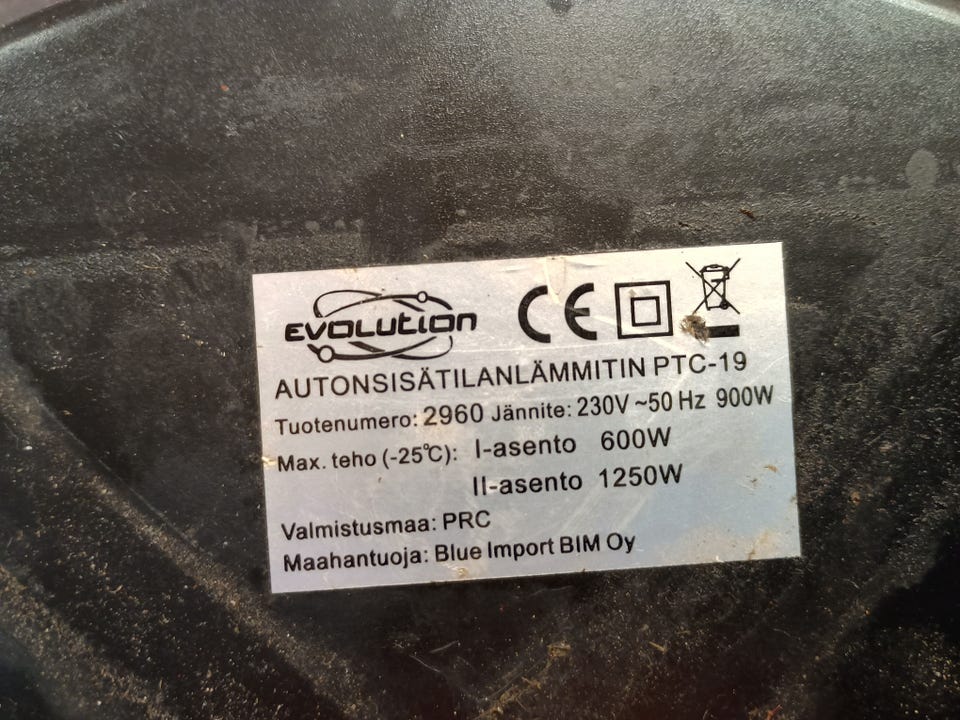 EVOLUTION CE
AUTONSISÄTILANLÄMMITIN PTC-19
Tuotenumero: 2960 Jännite: 230V ~50 Hz 900W
Max. teho (-25℃): I-asento 600W
II-asento 1250W
Valmistusmaa: PRC
Maahantuoja: Blue Import BIM Oy